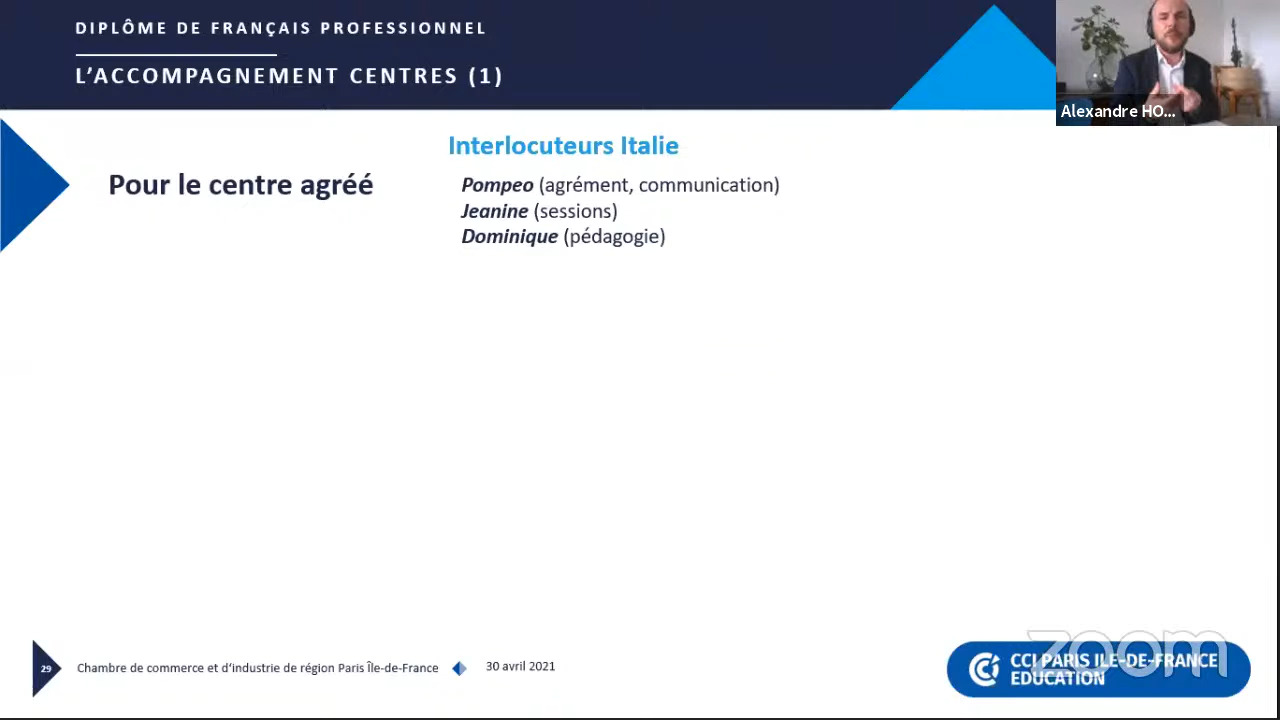 DIPLÔME DE FRANÇAIS PROFESSIONNEL
L'ACCOMPAGNEMENT CENTRES (1)
Alexandre HO...
Interlocuteurs Italie
Pour le centre agréé
Pompeo (agrément, communication)
Jeanine (sessions)
Dominique (pédagogie)
29
Chambre de commerce et d'industrie de région Paris Île-de-France
30 avril 2021
CCI PARIS ILE-DE-FRANCE
EDUCATION
zoom